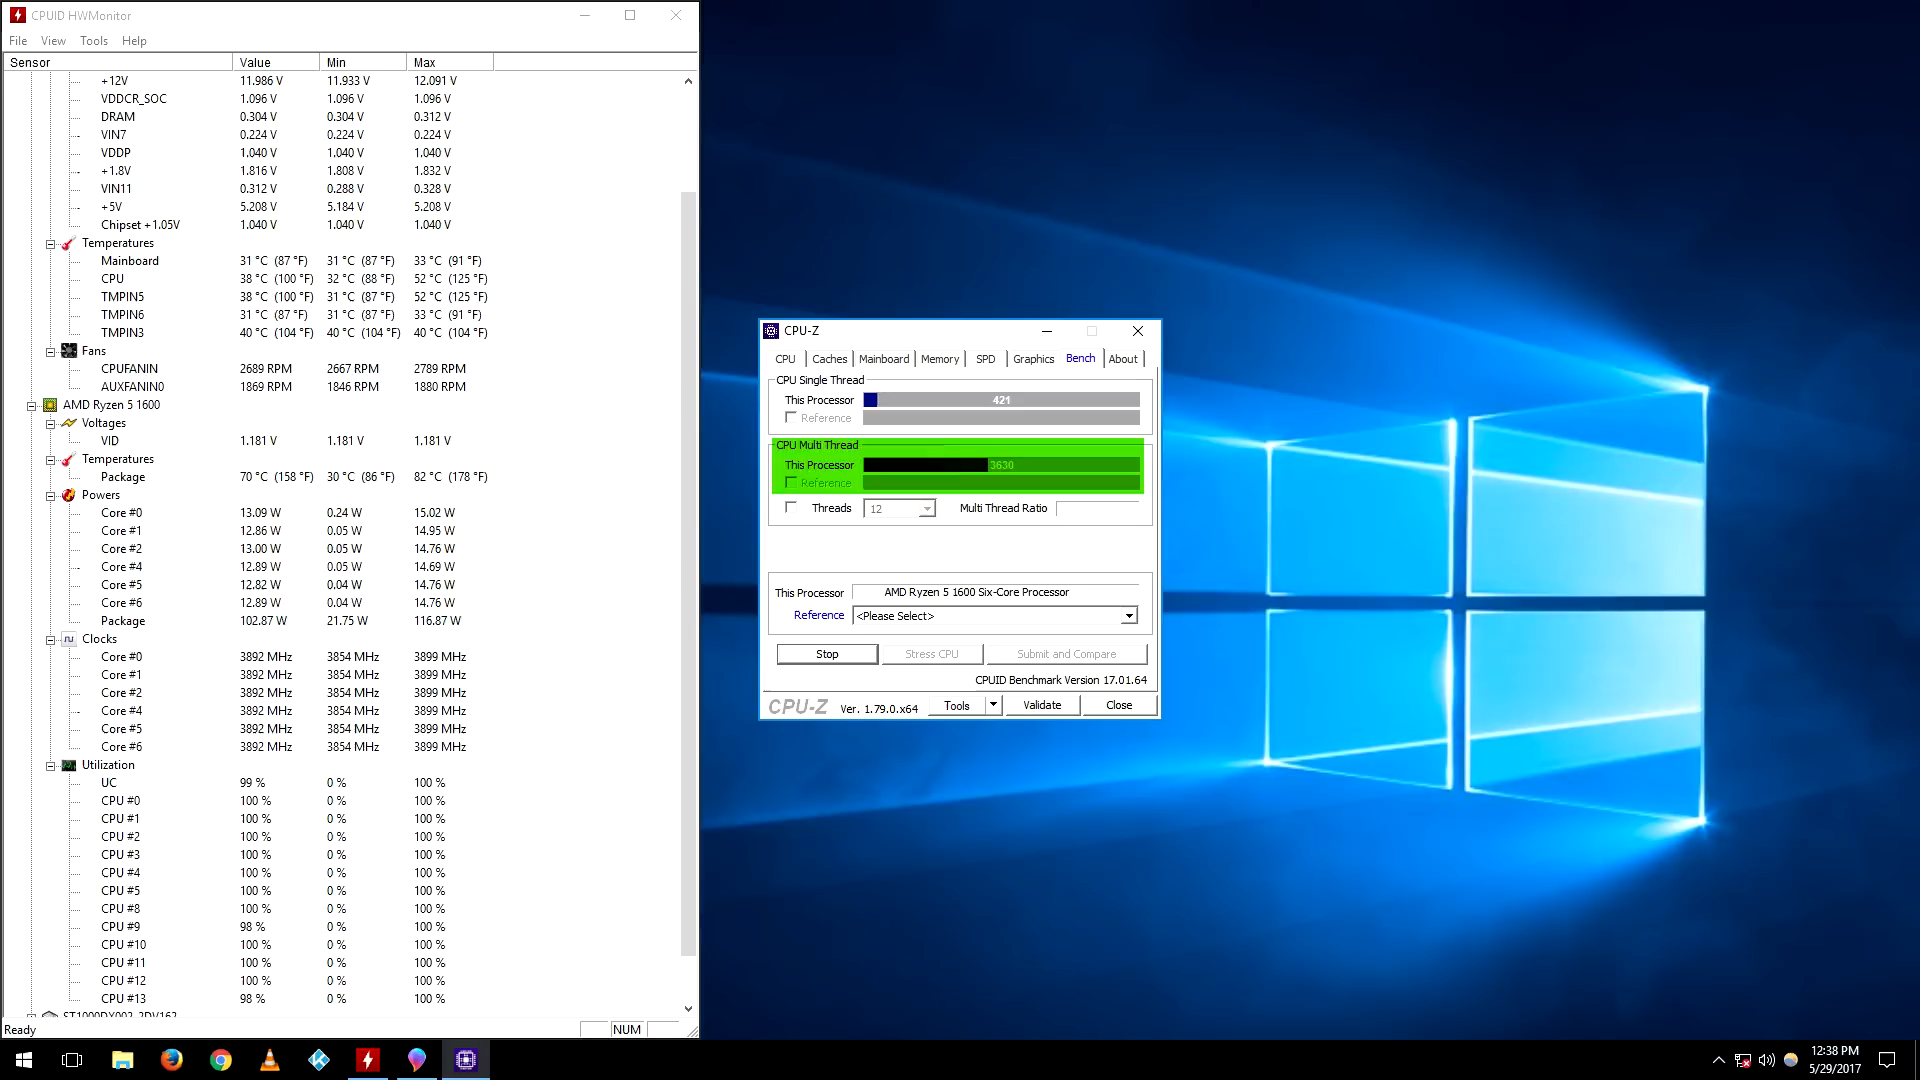 CPUID HWMonitor
File View Tools Help
Sensor Value Min Max
+12V 11.986 V 11.933 V 12.091 V
VDDCR_SOC 1.096 V 1.096 V 1.096 V
DRAM 0.304 V 0.304 V 0.312 V
VIN7 0.224 V 0.224 V 0.224 V
VDDP 1.040 V 1.040 V 1.040 V
+1.8V 1.816 V 1.808 V 1.832 V
VIN11 0.312 V 0.288 V 0.328 V
+5V 5.208 V 5.184 V 5.208 V
Chipset +1.05V 1.040 V 1.040 V 1.040 V
Temperatures
Mainboard 31 °C (87 °F) 31 °C (87 °F) 33 °C (91 °F)
CPU 38 °C (100 °F) 32 °C (88 °F) 52 °C (125 °F)
TMPIN5 38 °C (100 °F) 31 °C (87 °F) 52 °C (125 °F)
TMPIN6 31 °C (87 °F) 31 °C (87 °F) 33 °C (91 °F)
TMPIN3 40 °C (104 °F) 40 °C (104 °F) 40 °C (104 °F)
Fans
CPUFANIN 2689 RPM 2667 RPM 2789 RPM
AUXFANIN0 1869 RPM 1846 RPM 1880 RPM
AMD Ryzen 5 1600
Voltages
VID 1.181 V 1.181 V 1.181 V
Temperatures
Package 70 °C (158 °F) 30 °C (86 °F) 82 °C (178 °F)
Powers
Core #0 13.09 W 0.24 W 15.02 W
Core #1 12.86 W 0.05 W 14.95 W
Core #2 13.00 W 0.05 W 14.76 W
Core #4 12.89 W 0.05 W 14.69 W
Core #5 12.82 W 0.04 W 14.76 W
Core #6 12.89 W 0.04 W 14.76 W
Package 102.87 W 21.75 W 116.87 W
Clocks
Core #0 3892 MHz 3854 MHz 3899 MHz
Core #1 3892 MHz 3854 MHz 3899 MHz
Core #2 3892 MHz 3854 MHz 3899 MHz
Core #4 3892 MHz 3854 MHz 3899 MHz
Core #5 3892 MHz 3854 MHz 3899 MHz
Core #6 3892 MHz 3854 MHz 3899 MHz
Utilization
UC 99 % 0 % 100 %
CPU #0 100 % 0 % 100 %
CPU #1 100 % 0 % 100 %
CPU #2 100 % 0 % 100 %
CPU #3 100 % 0 % 100 %
CPU #4 100 % 0 % 100 %
CPU #5 100 % 0 % 100 %
CPU #8 100 % 0 % 100 %
CPU #9 98 % 0 % 100 %
CPU #10 100 % 0 % 100 %
CPU #11 100 % 0 % 100 %
CPU #12 100 % 0 % 100 %
CPU #13 98 % 0 % 100 %
ST1000DX002-2DV162
Ready NUM
CPU-Z
CPU Caches Mainboard Memory SPD Graphics Bench About
CPU Single Thread
This Processor 421
Reference
CPU Multi Thread
This Processor 3630
Reference
Threads 12 Multi Thread Ratio
This Processor AMD Ryzen 5 1600 Six-Core Processor
Reference <Please Select>
Stop Stress CPU Submit and Compare
CPUID Benchmark Version 17.01.64
CPU-Z Ver. 1.79.0.x64 Tools Validate Close
12:38 PM
5/29/2017